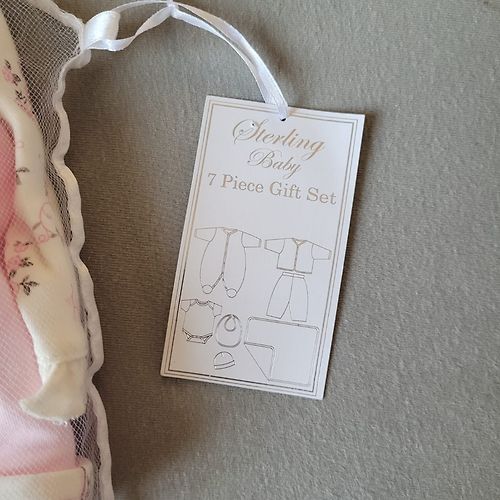 Sterling
Baby
7 Piece Gift Set